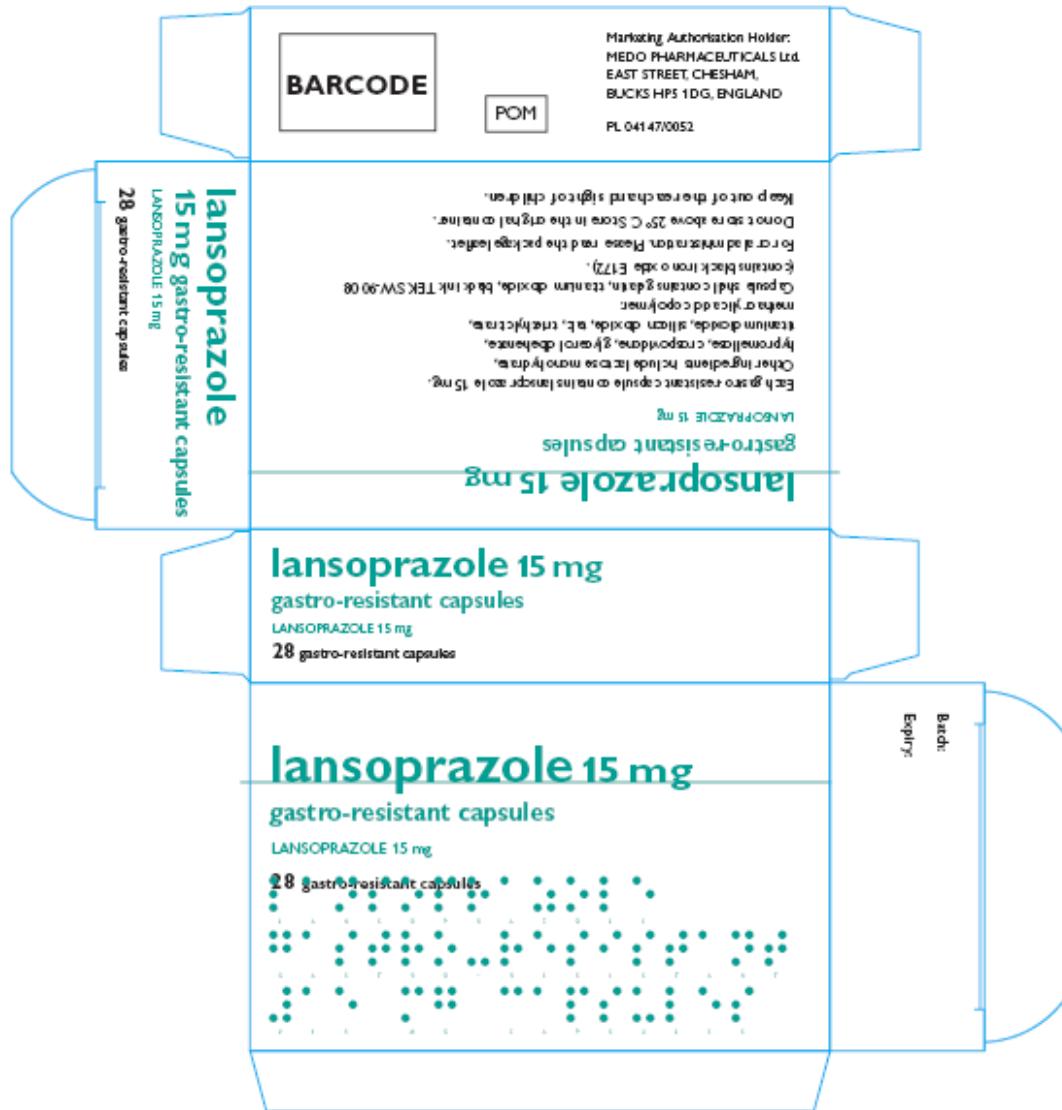 BARCODE
POM
Marketing Authorisation Holder:
MEDO PHARMACEUTICALS Ltd.
EAST STREET, CHESHAM,
BUCKS HP5 1DG, ENGLAND
PL 04147/0052
lansoprazole
15 mg gastro-resistant capsules
LANSOPRAZOLE 15 mg
28 gastro-resistant capsules
lansoprazole 15 mg
gastro-resistant capsules
LANSOPRAZOLE 15 mg
Each gastro-resistant capsule contains lansoprazole 15 mg.
Other ingredients include lactose monohydrate,
hypromellose, crospovidone, glycerol dibehenate,
titanium dioxide, silicon dioxide, talc, triethylcitrate,
methacrylic acid copolymer.
Capsule shell contains gelatin, titanium dioxide, black ink TEK SW-9008
(contains black iron oxide E172).
For oral administration. Please read the package leaflet.
Do not store above 25° C Store in the original container.
Keep out of the reach and sight of children.
lansoprazole 15 mg
gastro-resistant capsules
LANSOPRAZOLE 15 mg
28 gastro-resistant capsules
lansoprazole 15 mg
gastro-resistant capsules
LANSOPRAZOLE 15 mg
28 gastro-resistant capsules
Batch:
Expiry: